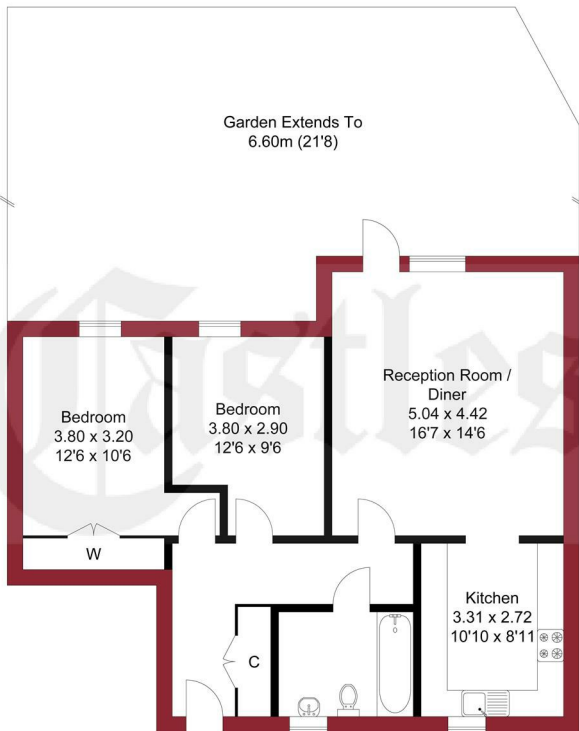 Garden Extends To
6.60m (21'8)
Castles
Bedroom
3.80 x 3.20
12'6 x 10'6
Bedroom
3.80 x 2.90
12'6 x 9'6
Reception Room /
Diner
5.04 x 4.42
16'7 x 14'6
W
C
Kitchen
3.31 x 2.72
10'10 x 8'11